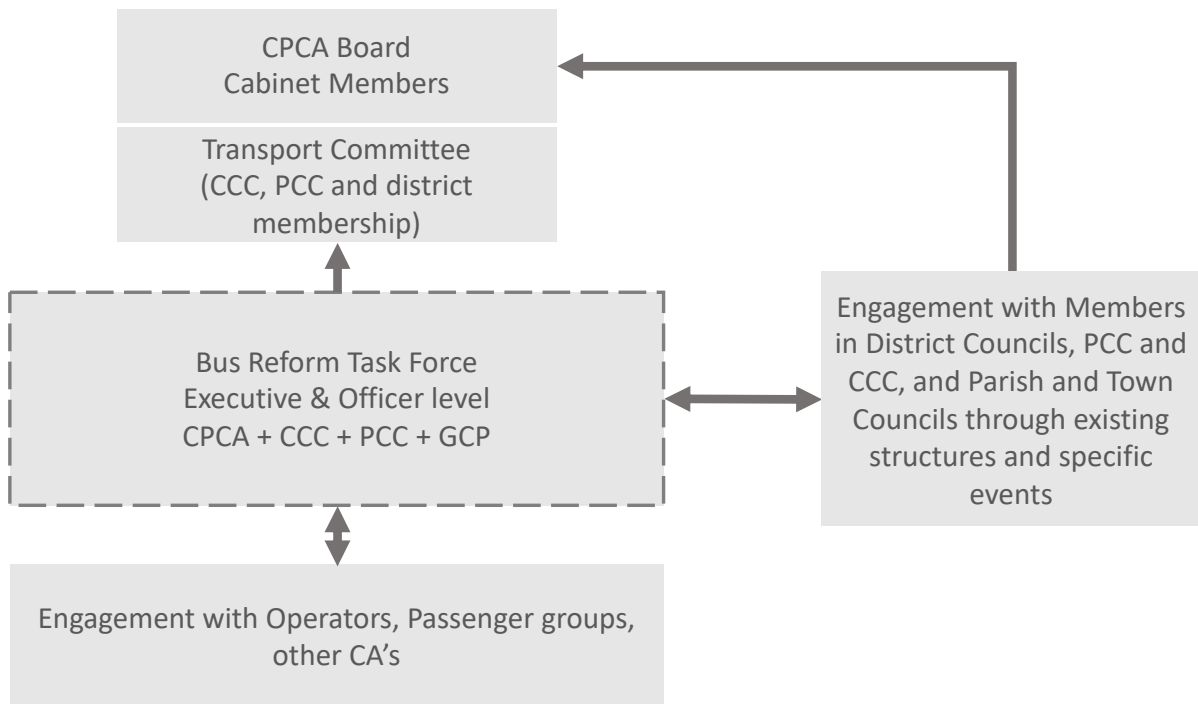 CPCA Board
Cabinet Members
Transport Committee
(CCC, PCC and district
membership)
Bus Reform Task Force
Executive & Officer level
CPCA + CCC + PCC + GCP
Engagement with Members
in District Councils, PCC and
CCC, and Parish and Town
Councils through existing
structures and specific
events
Engagement with Operators, Passenger groups,
other CA’s